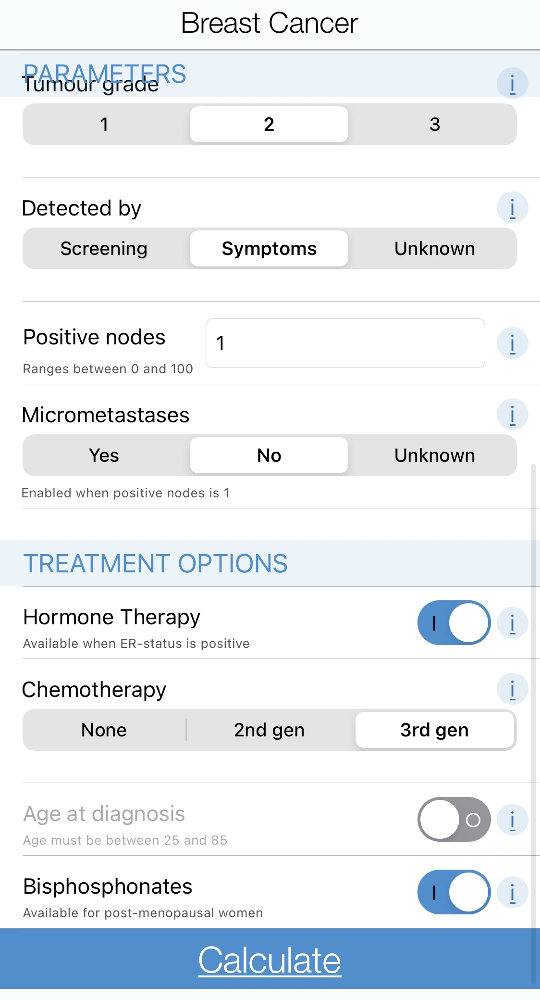 Breast Cancer
PARAMETERS
Tumour grade
i
1 2 3
Detected by
i
Screening Symptoms Unknown
Positive nodes
1
i
Ranges between 0 and 100
Micrometastases
i
Yes No Unknown
Enabled when positive nodes is 1
TREATMENT OPTIONS
Hormone Therapy
i
Available when ER-status is positive
Chemotherapy
i
None 2nd gen 3rd gen
Age at diagnosis
i
Age must be between 25 and 85
Bisphosphonates
i
Available for post-menopausal women
Calculate